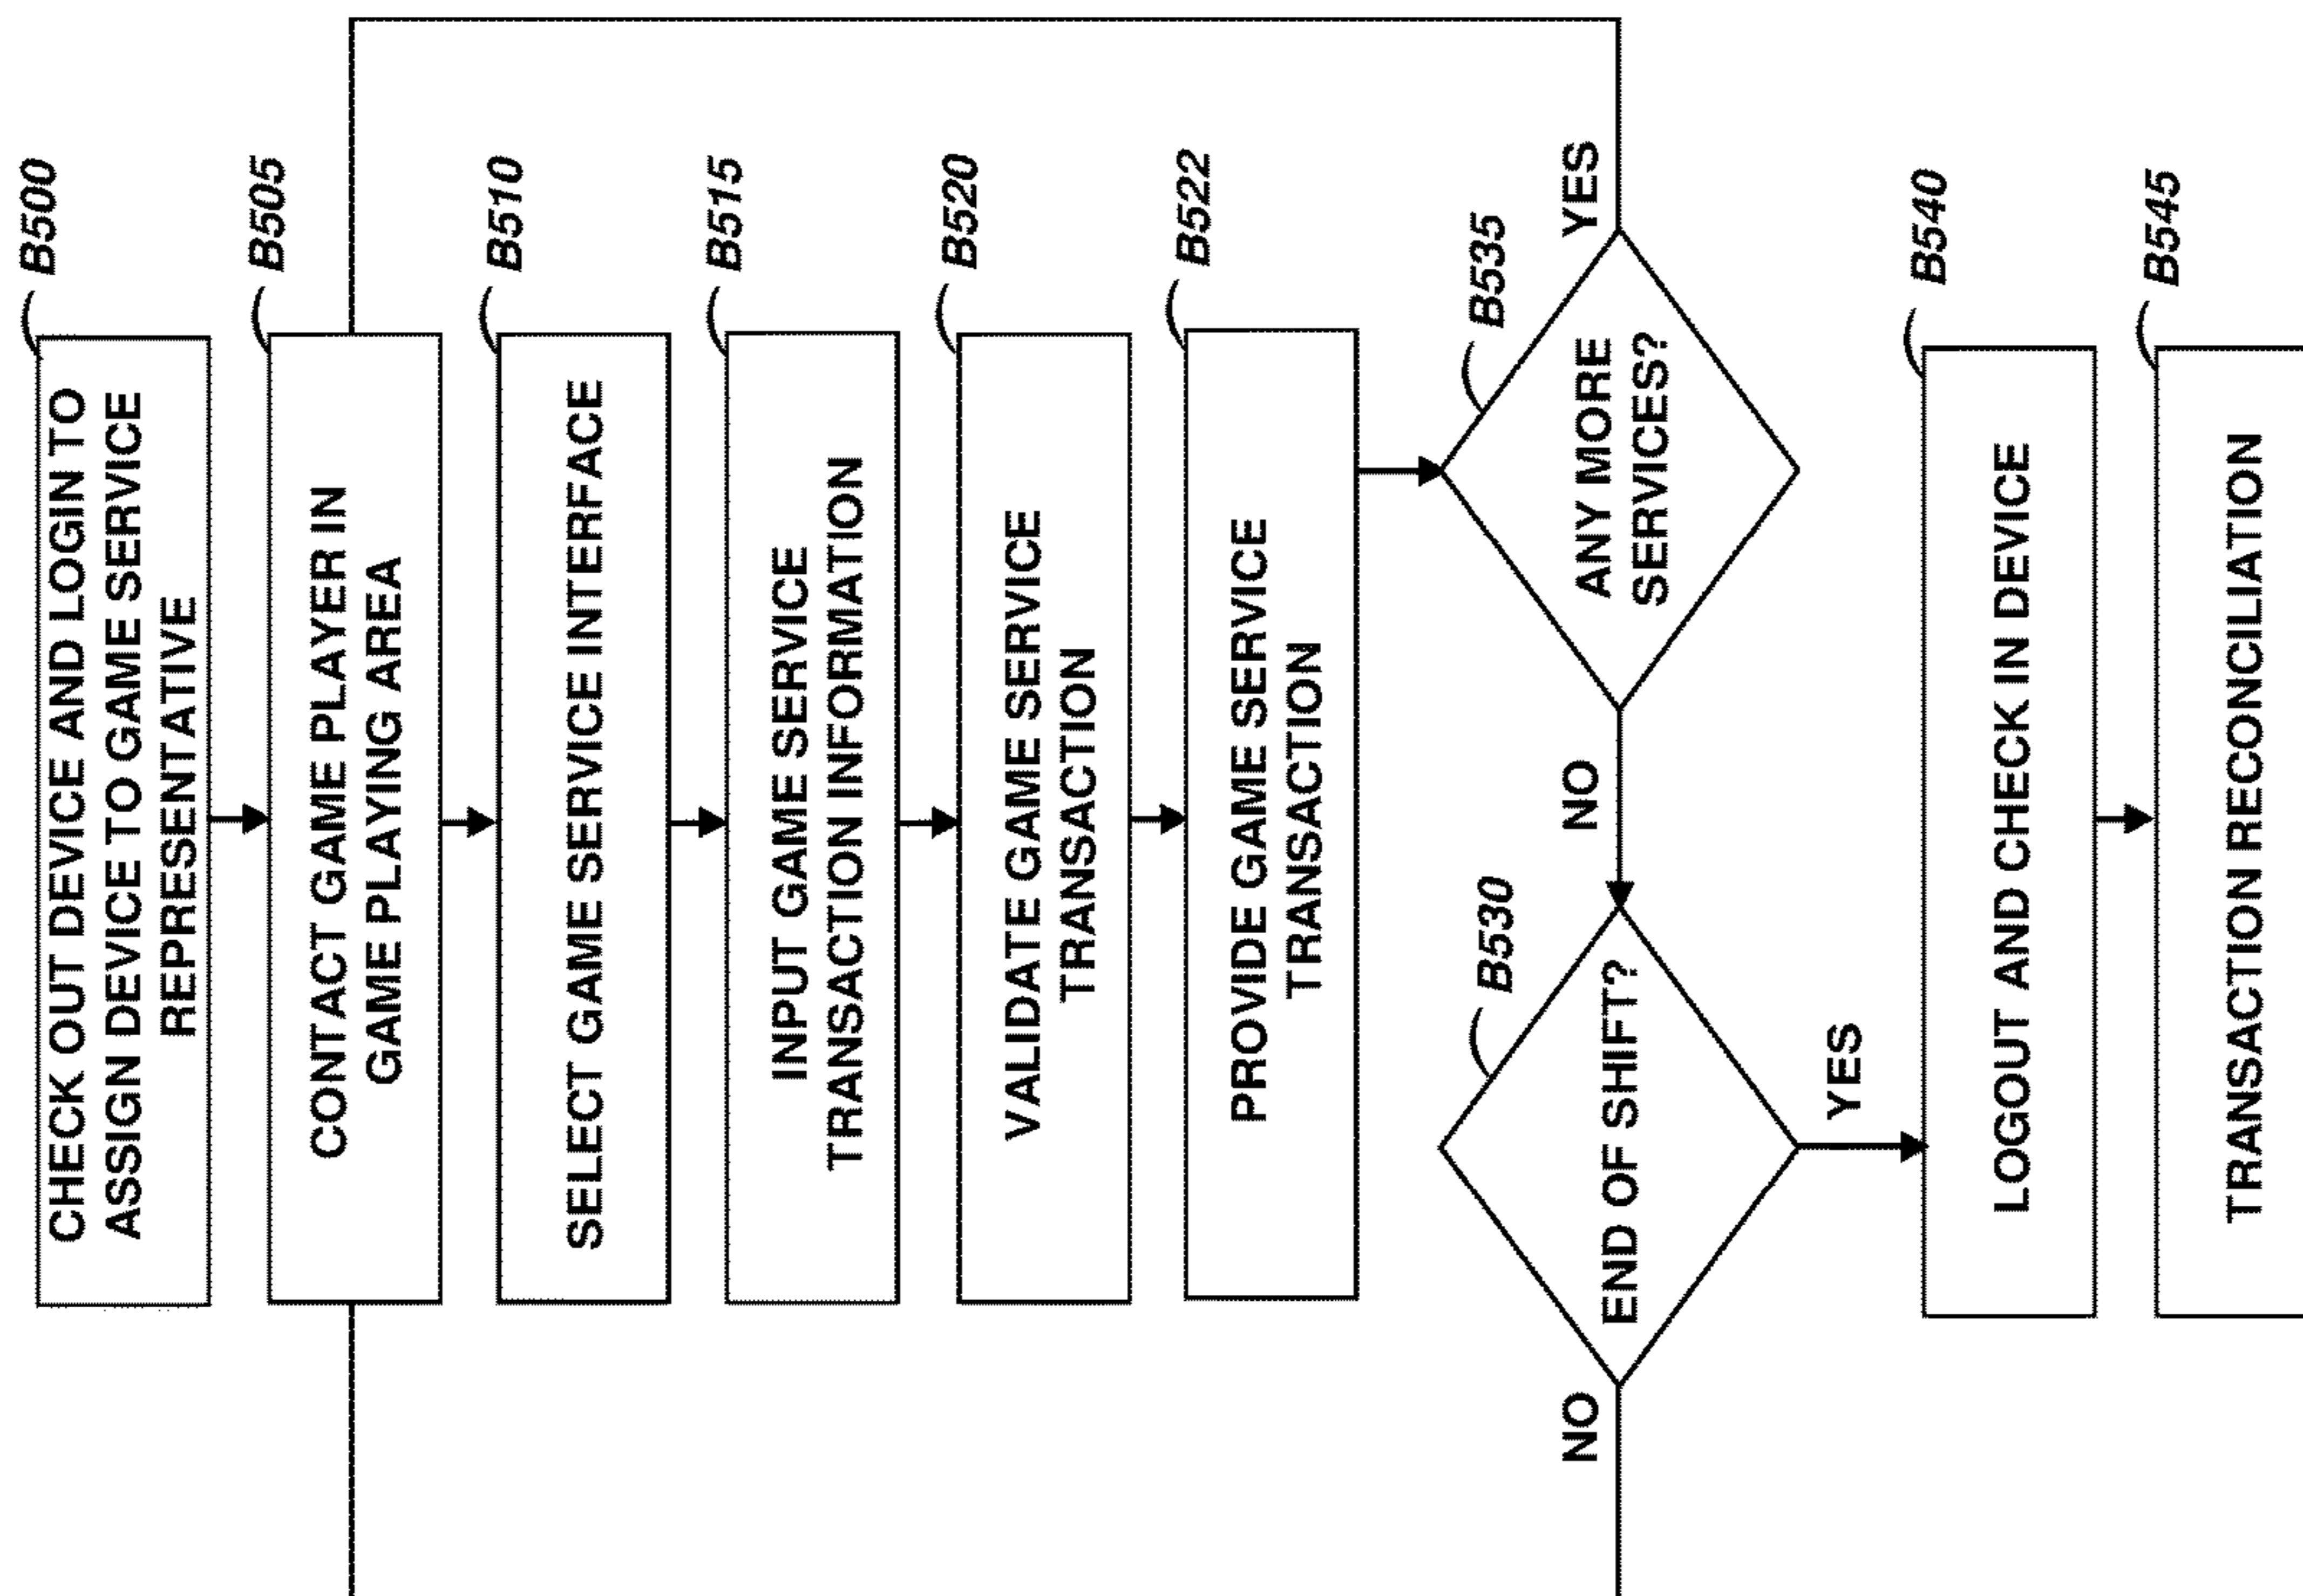 B500
CHECK OUT DEVICE AND LOGIN TO
ASSIGN DEVICE TO GAME SERVICE
REPRESENTATIVE
B505
CONTACT GAME PLAYER IN
GAME PLAYING AREA
B510
SELECT GAME SERVICE INTERFACE
B515
INPUT GAME SERVICE
TRANSACTION INFORMATION
B520
VALIDATE GAME SERVICE
TRANSACTION
B522
PROVIDE GAME SERVICE
TRANSACTION
B535
ANY MORE
SERVICES?
YES
NO
B530
END OF SHIFT?
NO
YES
B540
LOGOUT AND CHECK IN DEVICE
B545
TRANSACTION RECONCILIATION